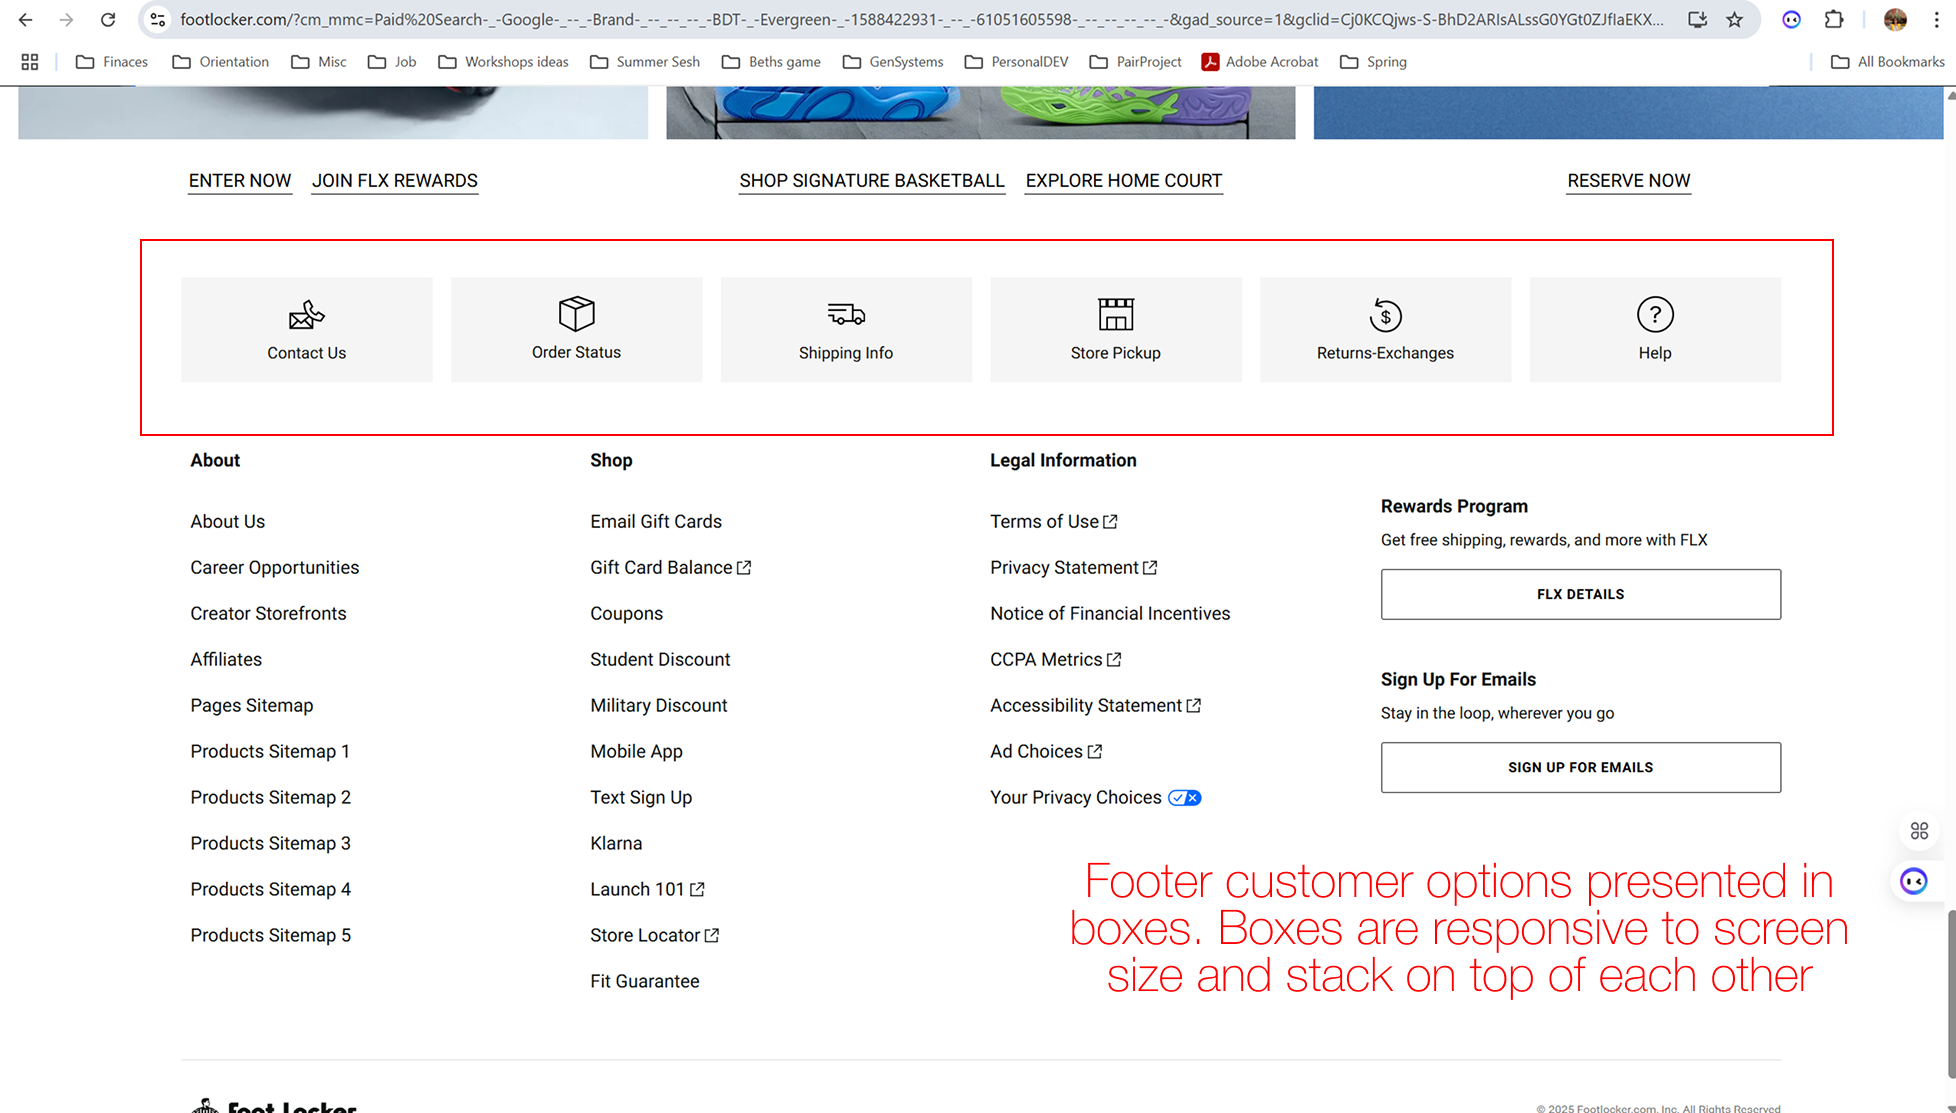 footlocker.com/?cm_mmc=Paid%20Search-_-Google-_--_-Brand-_--_--_--_-BDT-_-Evergreen-_-1588422931-_--_-61051605598-_--_--_--_--_-&gad_source=1&gclid=Cj0KCQjws-S-BhD2ARIsALssG0YGt0ZJflaEKX...
Finaces Orientation Misc Job Workshops ideas Summer Sesh Beths game GenSystems PersonalDEV PairProject Adobe Acrobat Spring All Bookmarks
ENTER NOW JOIN FLX REWARDS SHOP SIGNATURE BASKETBALL EXPLORE HOME COURT RESERVE NOW
Contact Us Order Status Shipping Info Store Pickup Returns-Exchanges Help
About
About Us
Career Opportunities
Creator Storefronts
Affiliates
Pages Sitemap
Products Sitemap 1
Products Sitemap 2
Products Sitemap 3
Products Sitemap 4
Products Sitemap 5
Shop
Email Gift Cards
Gift Card Balance
Coupons
Student Discount
Military Discount
Mobile App
Text Sign Up
Klarna
Launch 101
Store Locator
Fit Guarantee
Legal Information
Terms of Use
Privacy Statement
Notice of Financial Incentives
CCPA Metrics
Accessibility Statement
Ad Choices
Your Privacy Choices
Rewards Program
Get free shipping, rewards, and more with FLX
FLX DETAILS
Sign Up For Emails
Stay in the loop, wherever you go
SIGN UP FOR EMAILS
Footer customer options presented in
boxes. Boxes are responsive to screen
size and stack on top of each other
Foot Locker
© 2025 Footlocker.com, Inc. All Rights Reserved